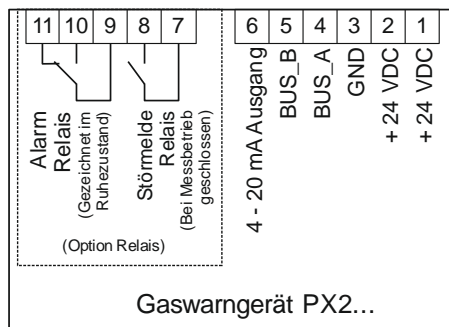 11 10 9 8 7 6 5 4 3 2 1
Alarm
Relais
(Gezeichnet im
Ruhezustand)
Störmelde
Relais
(Bei Messbetrieb
geschlossen)
4 - 20 mA Ausgang
BUS_B
BUS_A
GND
+ 24 VDC
+ 24 VDC
(Option Relais)
Gaswarngerät PX2...